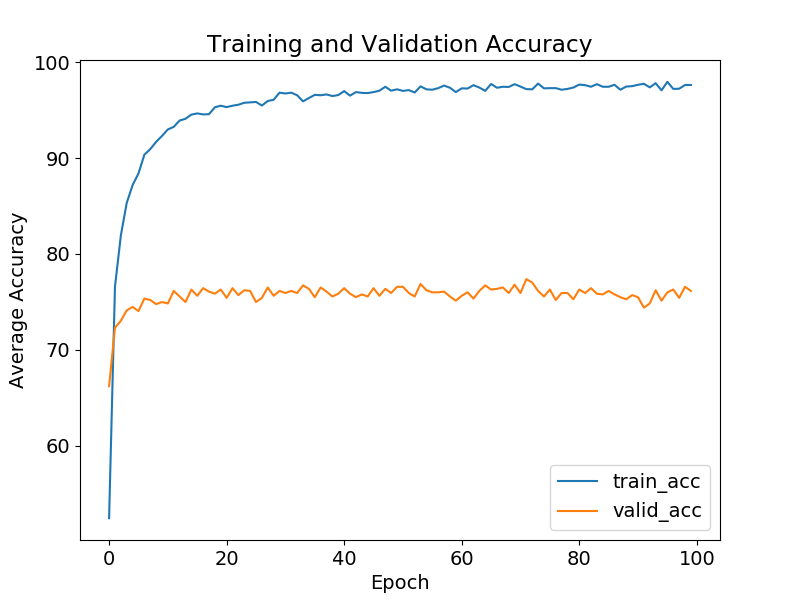 Training and Validation Accuracy
100
90
80
70
60
Average Accuracy
train_acc
valid_acc
0 20 40 60 80 100
Epoch